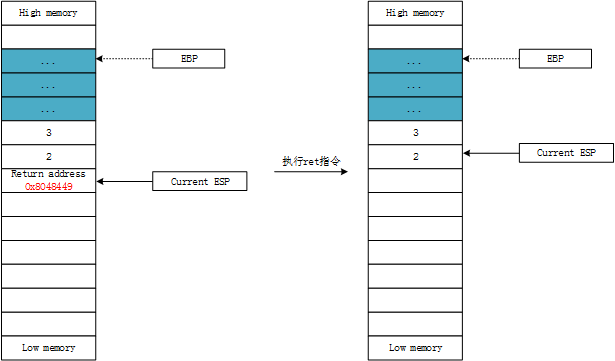 High memory
...
EBP
...
...
3
2
Return address
0x8048449
Current ESP
Low memory
执行ret指令
High memory
...
EBP
...
...
3
2
Current ESP
Low memory